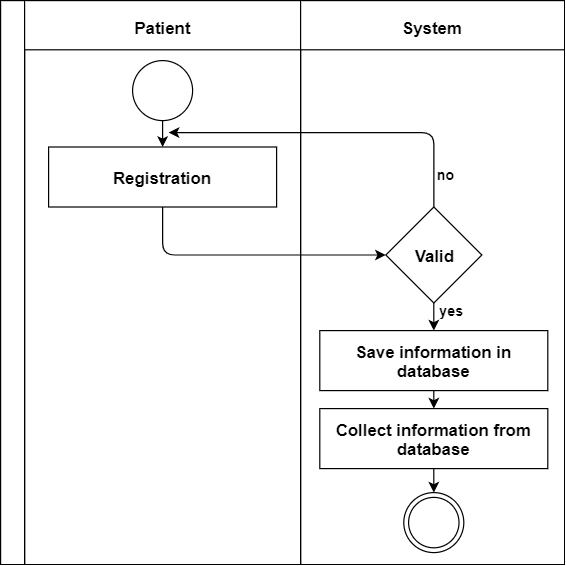 Patient
System
Registration
no
Valid
yes
Save information in
database
Collect information from
database